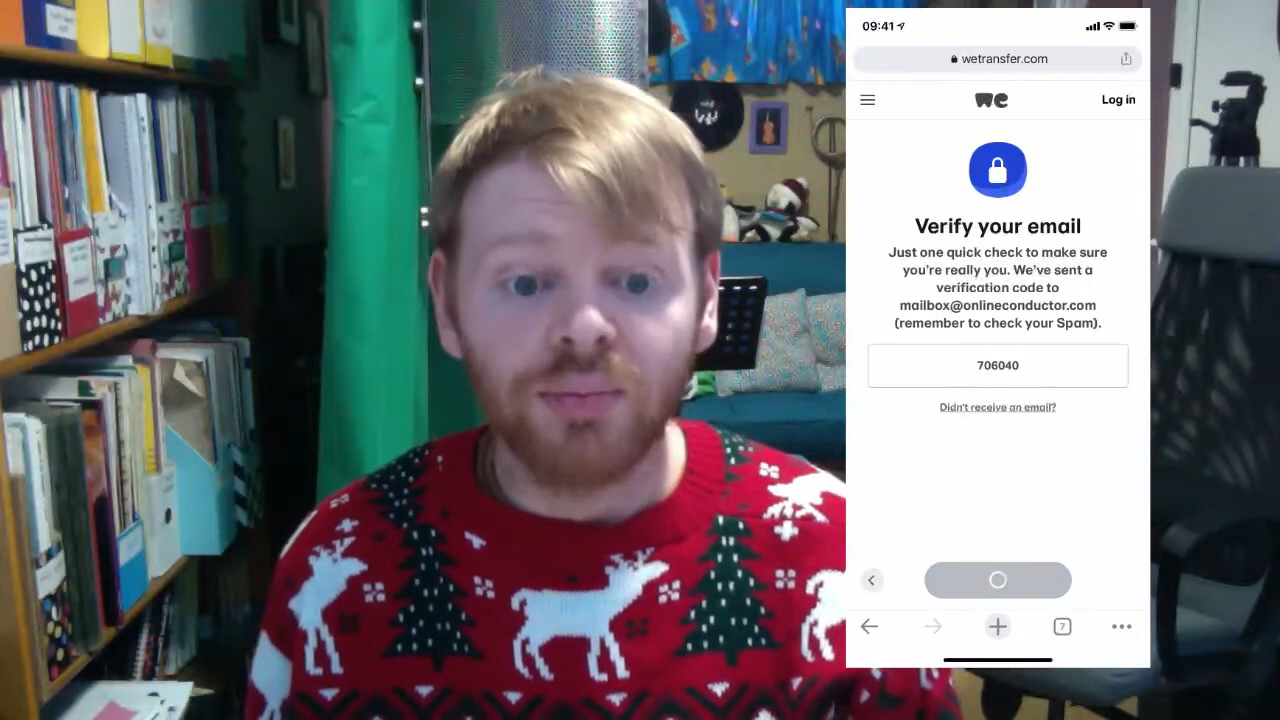 09:41
wetransfer.com
we
Log in
Verify your email
Just one quick check to make sure
you're really you. We've sent a
verification code to
mailbox@onlineconductor.com
(remember to check your Spam).
706040
Didn't receive an email?
7